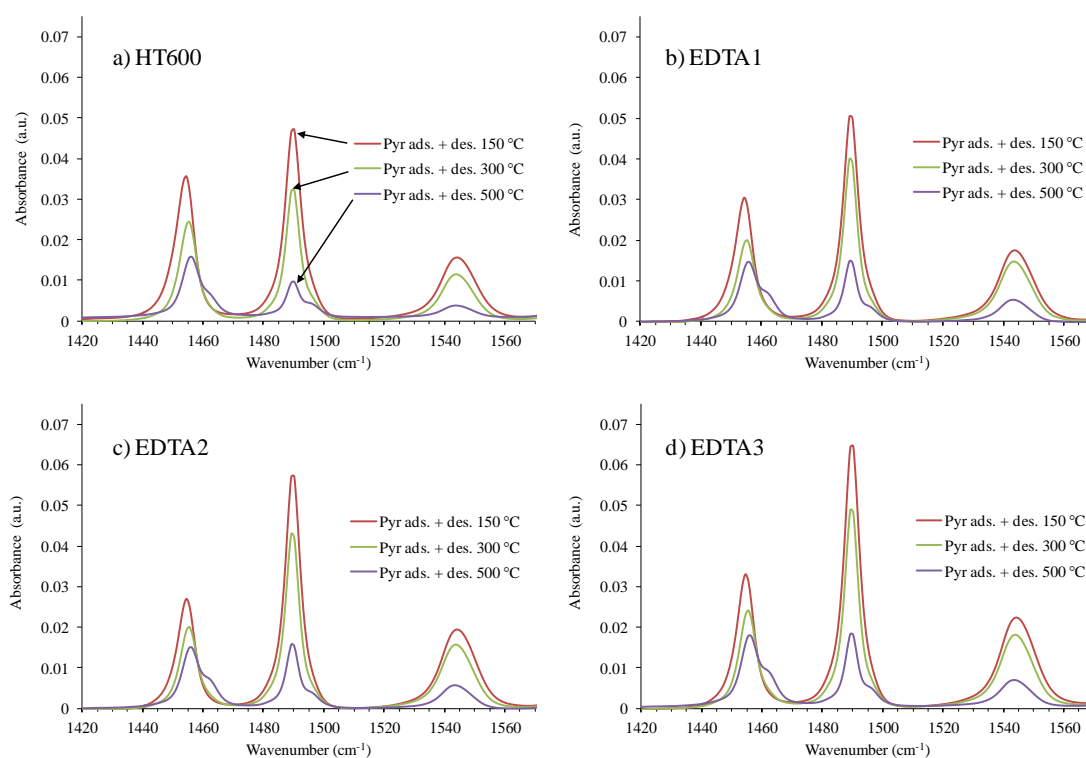 a) HT600
Absorbance (a.u.)
0.07
0.06
0.05
0.04
0.03
0.02
0.01
0
Pyr ads. + des. 150 °C
Pyr ads. + des. 300 °C
Pyr ads. + des. 500 °C
1420 1440 1460 1480 1500 1520 1540 1560
Wavenumber (cm-1)
b) EDTA1
Absorbance (a.u.)
0.07
0.06
0.05
0.04
0.03
0.02
0.01
0
Pyr ads. + des. 150 °C
Pyr ads. + des. 300 °C
Pyr ads. + des. 500 °C
1420 1440 1460 1480 1500 1520 1540 1560
Wavenumber (cm-1)
c) EDTA2
Absorbance (a.u.)
0.07
0.06
0.05
0.04
0.03
0.02
0.01
0
Pyr ads. + des. 150 °C
Pyr ads. + des. 300 °C
Pyr ads. + des. 500 °C
1420 1440 1460 1480 1500 1520 1540 1560
Wavenumber (cm-1)
d) EDTA3
Absorbance (a.u.)
0.07
0.06
0.05
0.04
0.03
0.02
0.01
0
Pyr ads. + des. 150 °C
Pyr ads. + des. 300 °C
Pyr ads. + des. 500 °C
1420 1440 1460 1480 1500 1520 1540 1560
Wavenumber (cm-1)